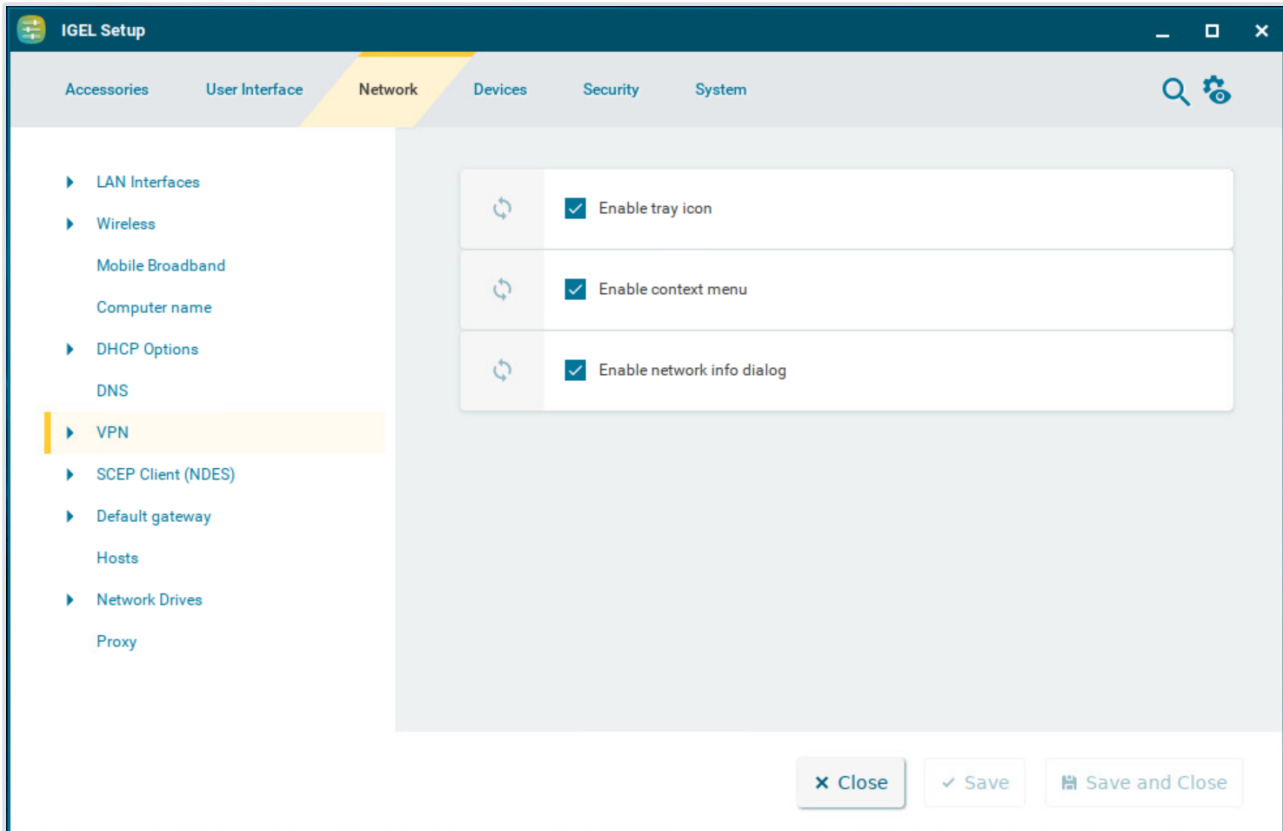 IGEL Setup
Accessories User Interface Network Devices Security System
LAN Interfaces
Wireless
Mobile Broadband
Computer name
DHCP Options
DNS
VPN
SCEP Client (NDES)
Default gateway
Hosts
Network Drives
Proxy
Enable tray icon
Enable context menu
Enable network info dialog
Close Save Save and Close